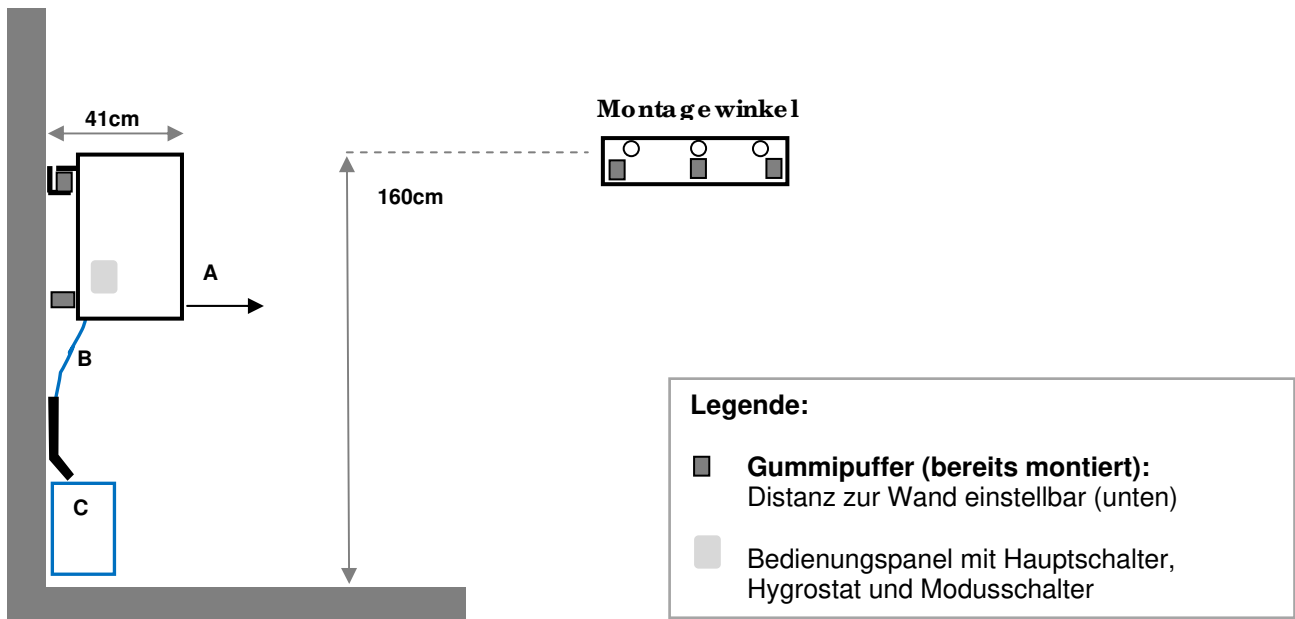 41cm
Montagewinkel
160cm
A
B
C
Legende:
Gummipuffer (bereits montiert):
Distanz zur Wand einstellbar (unten)
Bedienungspanel mit Hauptschalter,
Hygrostat und Modusschalter